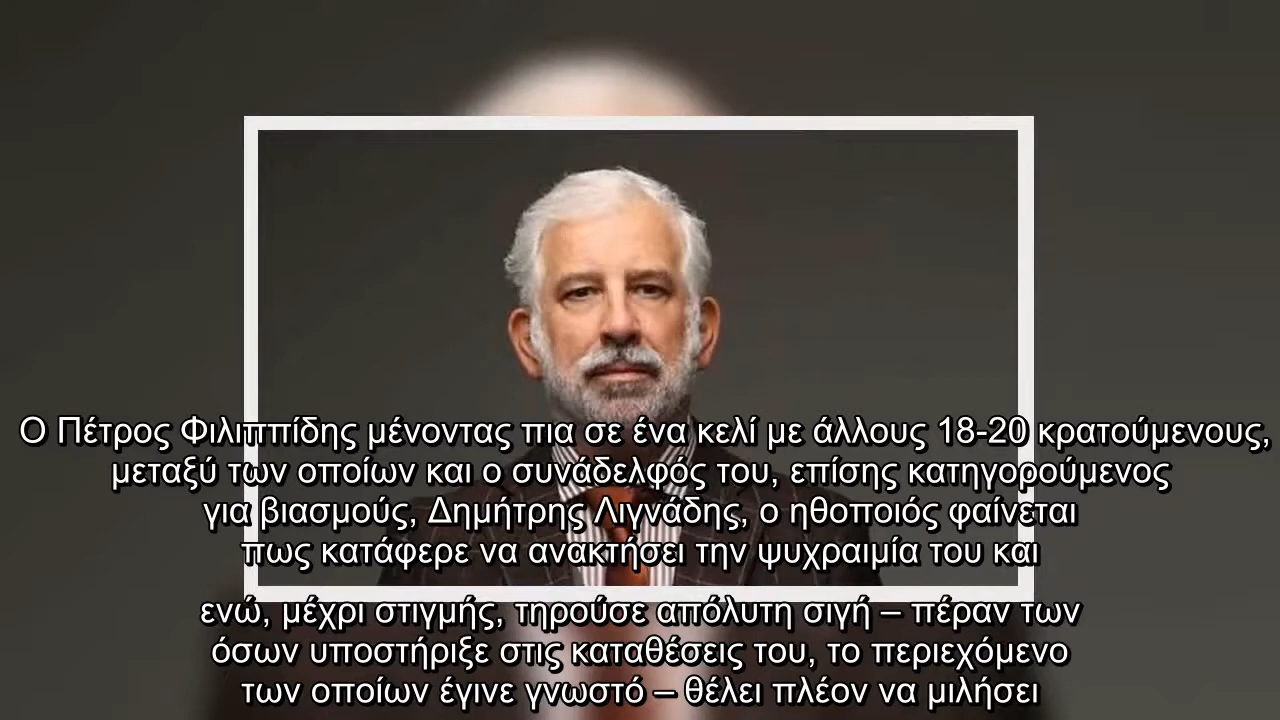 Ο Πέτρος Φιλιππίδης μένοντας πια σε ένα κελί με άλλους 18-20 κρατούμενους,
μεταξύ των οποίων και ο συνάδελφός του, επίσης κατηγορούμενος
για βιασμούς, Δημήτρης Λιγνάδης, ο ηθοποιός φαίνεται
πως κατάφερε να ανακτήσει την ψυχραιμία του και
ενώ, μέχρι στιγμής, τηρούσε απόλυτη σιγή – πέραν των
όσων υποστήριξε στις καταθέσεις του, το περιεχόμενο
των οποίων έγινε γνωστό – θέλει πλέον να μιλήσει